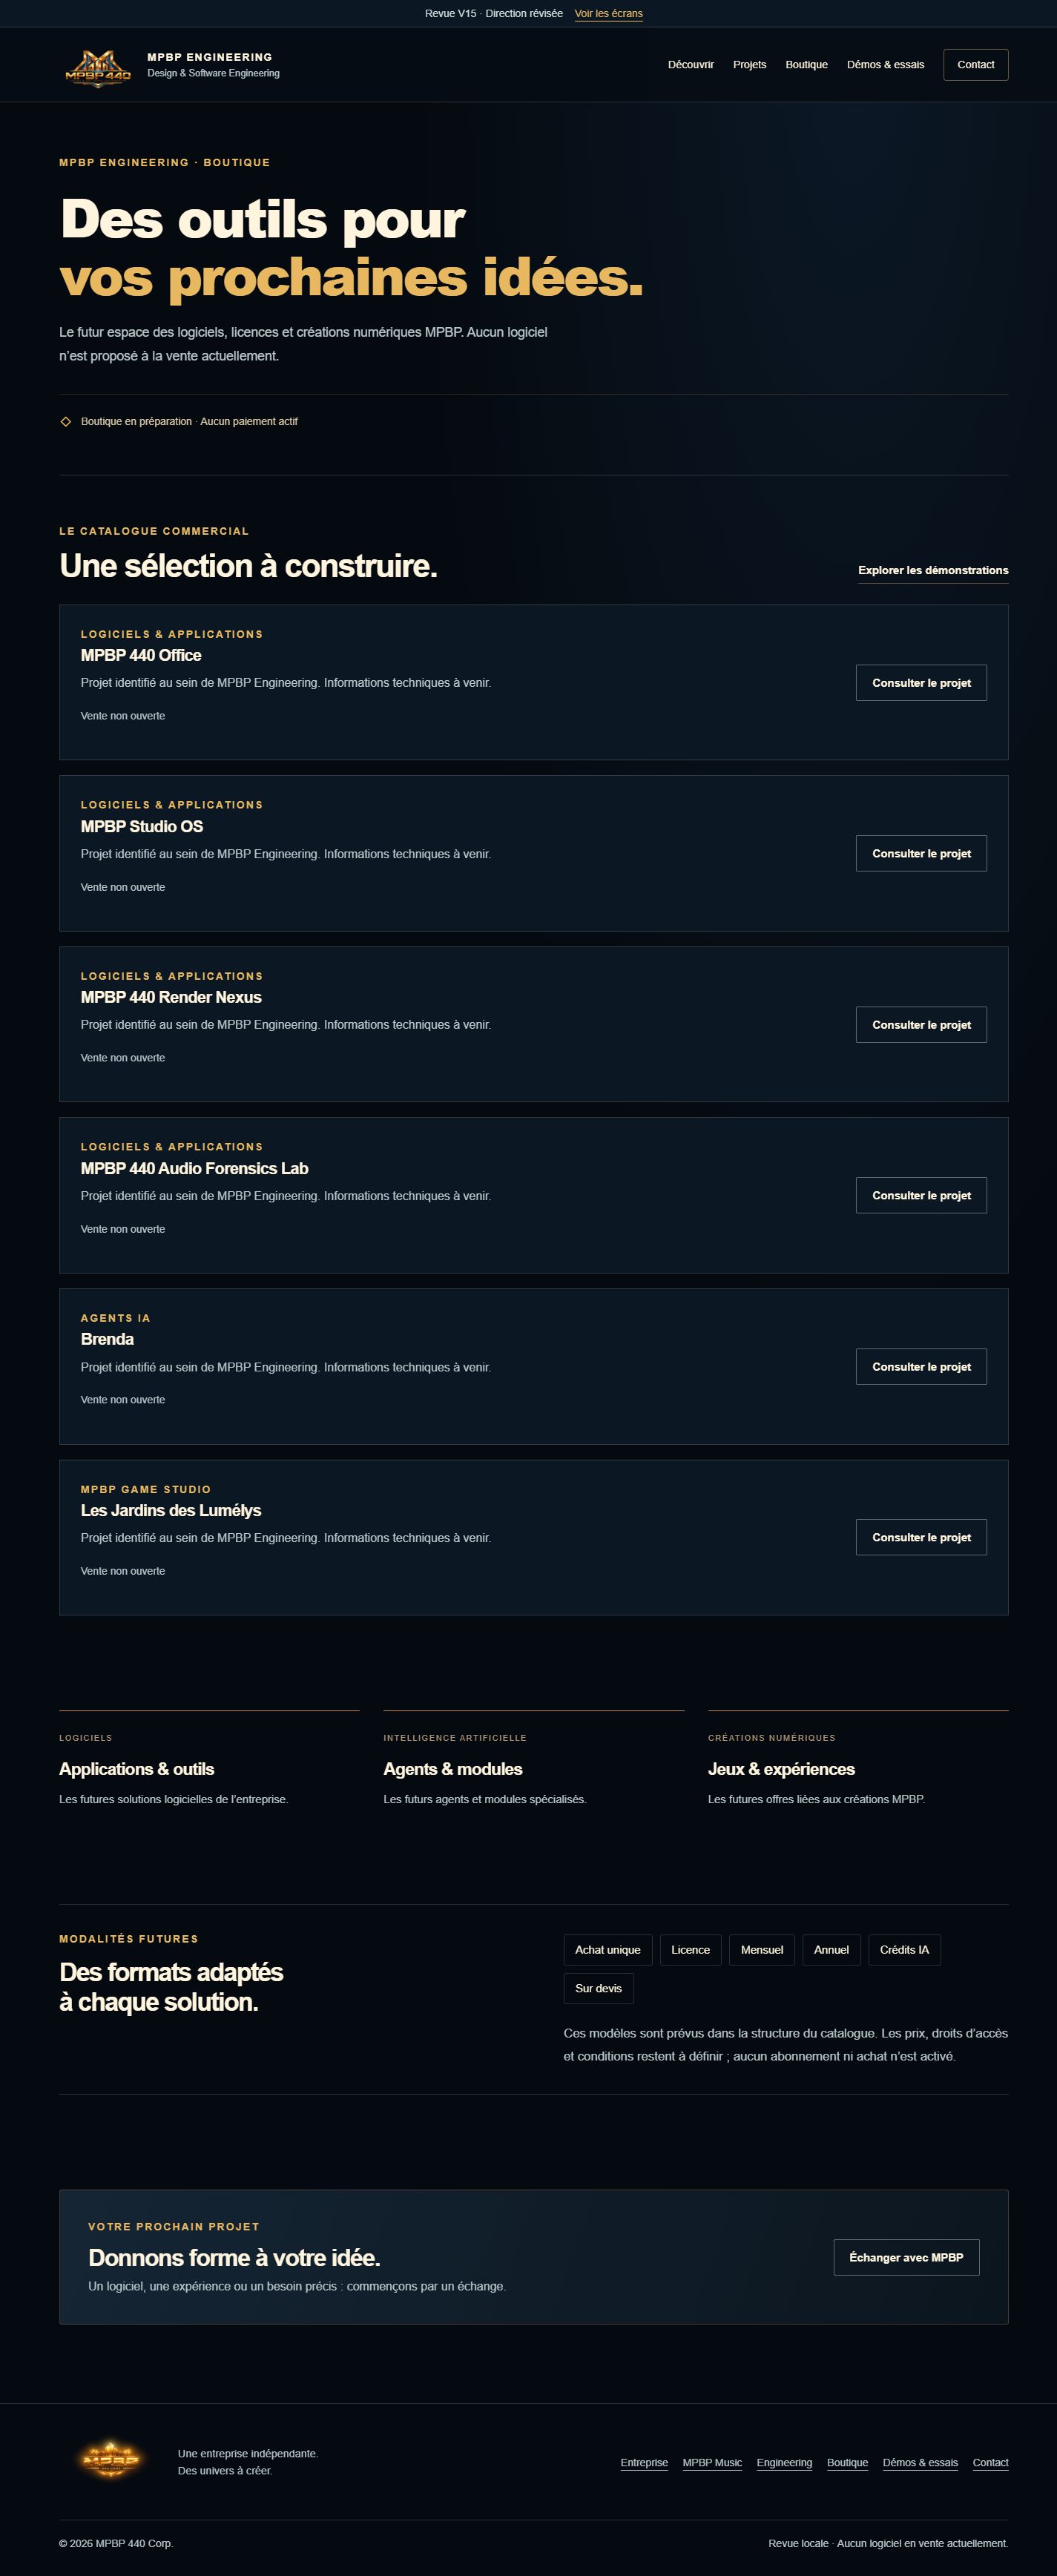 Revue V15 · Direction révisée Voir les écrans
MPBP 440
MPBP ENGINEERING
Design & Software Engineering
Découvrir Projets Boutique Démos & essais Contact
MPBP ENGINEERING · BOUTIQUE
Des outils pour
vos prochaines idées.
Le futur espace des logiciels, licences et créations numériques MPBP. Aucun logiciel
n’est proposé à la vente actuellement.
Boutique en préparation · Aucun paiement actif
LE CATALOGUE COMMERCIAL
Une sélection à construire.
Explorer les démonstrations
LOGICIELS & APPLICATIONS
MPBP 440 Office
Projet identifié au sein de MPBP Engineering. Informations techniques à venir.
Vente non ouverte
Consulter le projet
LOGICIELS & APPLICATIONS
MPBP Studio OS
Projet identifié au sein de MPBP Engineering. Informations techniques à venir.
Vente non ouverte
Consulter le projet
LOGICIELS & APPLICATIONS
MPBP 440 Render Nexus
Projet identifié au sein de MPBP Engineering. Informations techniques à venir.
Vente non ouverte
Consulter le projet
LOGICIELS & APPLICATIONS
MPBP 440 Audio Forensics Lab
Projet identifié au sein de MPBP Engineering. Informations techniques à venir.
Vente non ouverte
Consulter le projet
AGENTS IA
Brenda
Projet identifié au sein de MPBP Engineering. Informations techniques à venir.
Vente non ouverte
Consulter le projet
MPBP GAME STUDIO
Les Jardins des Lumélys
Projet identifié au sein de MPBP Engineering. Informations techniques à venir.
Vente non ouverte
Consulter le projet
LOGICIELS
Applications & outils
Les futures solutions logicielles de l’entreprise.
INTELLIGENCE ARTIFICIELLE
Agents & modules
Les futurs agents et modules spécialisés.
CRÉATIONS NUMÉRIQUES
Jeux & expériences
Les futures offres liées aux créations MPBP.
MODALITÉS FUTURES
Des formats adaptés
à chaque solution.
Achat unique Licence Mensuel Annuel Crédits IA
Sur devis
Ces modèles sont prévus dans la structure du catalogue. Les prix, droits d’accès
et conditions restent à définir ; aucun abonnement ni achat n’est activé.
VOTRE PROCHAIN PROJET
Donnons forme à votre idée.
Un logiciel, une expérience ou un besoin précis : commençons par un échange.
Échanger avec MPBP
MPBP
Une entreprise indépendante.
Des univers à créer.
Entreprise MPBP Music Engineering Boutique Démos & essais Contact
© 2026 MPBP 440 Corp.
Revue locale · Aucun logiciel en vente actuellement.